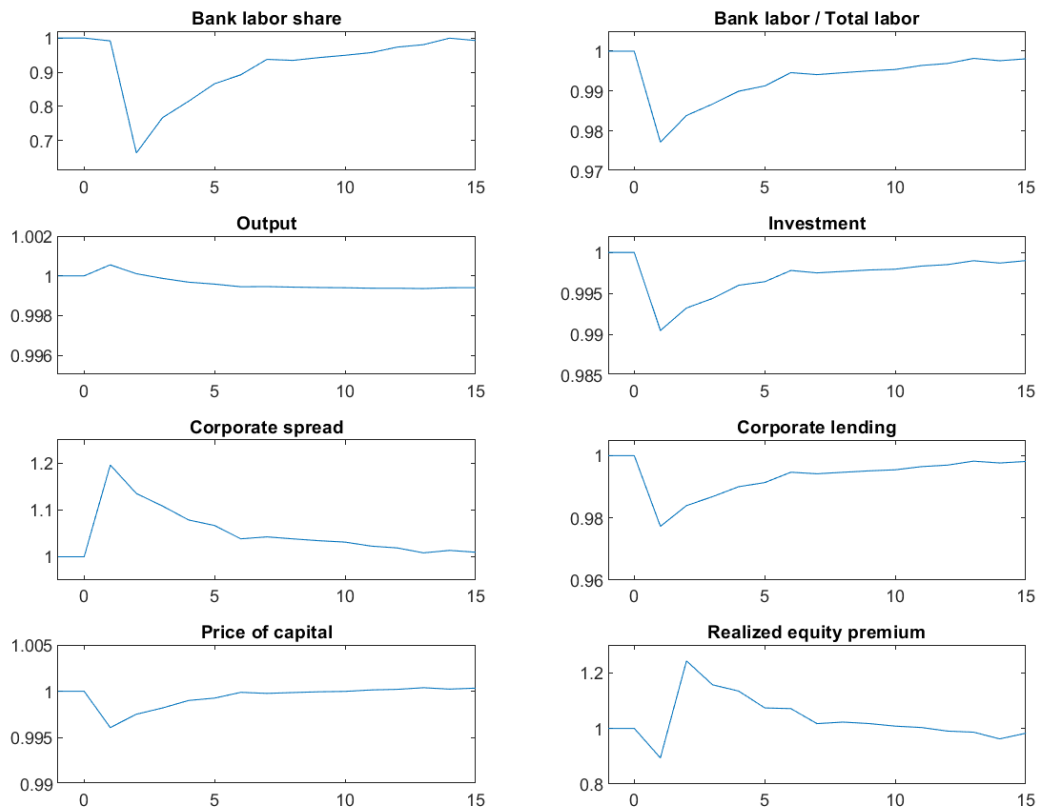 Bank labor share
1
0.9
0.8
0.7
0 5 10 15
Bank labor / Total labor
1
0.99
0.98
0.97
0 5 10 15
Output
1.002
1
0.998
0.996
0 5 10 15
Investment
1
0.995
0.99
0.985
0 5 10 15
Corporate spread
1.2
1.1
1
0 5 10 15
Corporate lending
1
0.98
0.96
0 5 10 15
Price of capital
1.005
1
0.995
0.99
0 5 10 15
Realized equity premium
1.2
1
0.8
0 5 10 15